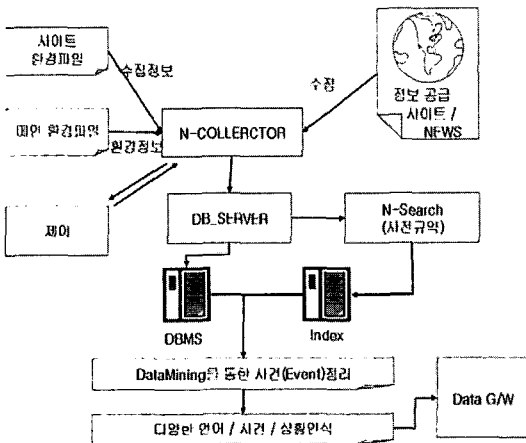 사이트
환경파일
수집정보
수집
정보 공급
사이트 /
NEWS
메인 환경파일
환경정보
N-COLLERCTOR
제어
DB_SERVER
N-Search
(사전규약)
DBMS
Index
DataMining을 통한 사건(Event)정리
다양한 언어 / 사건 / 상황인식
Data G/W